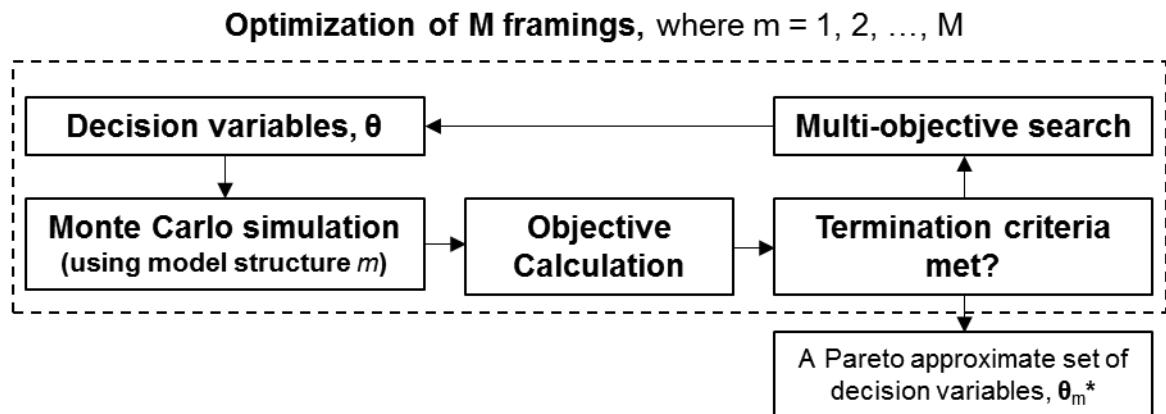 Optimization of M framings, where m = 1, 2, …, M
Decision variables, θ
Multi-objective search
Monte Carlo simulation
(using model structure m)
Objective
Calculation
Termination criteria
met?
A Pareto approximate set of
decision variables, θm*